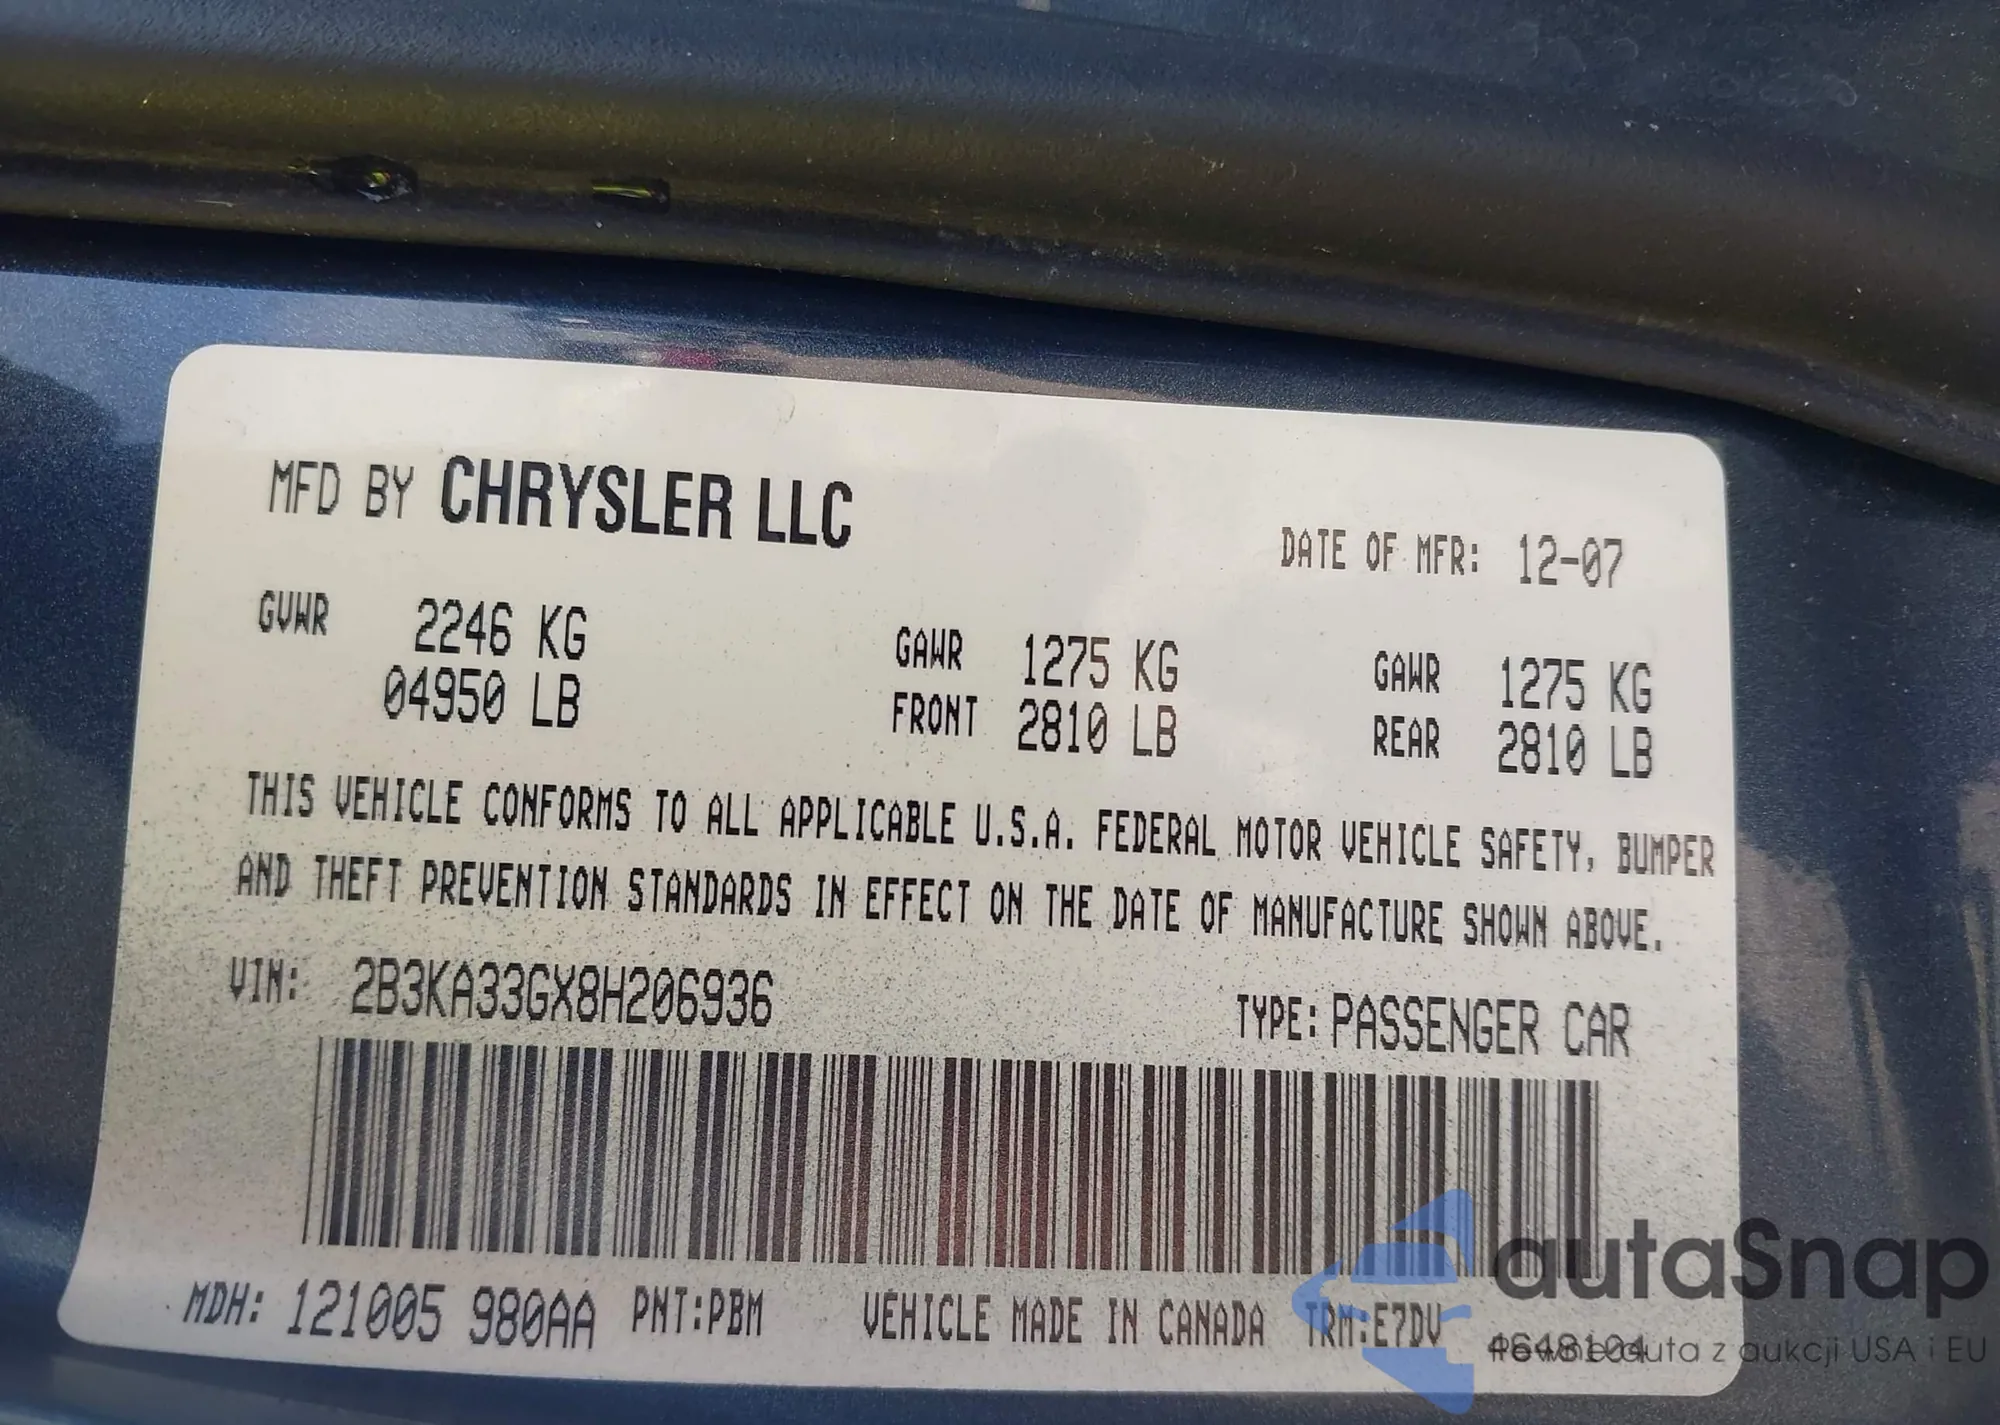 MFD BY CHRYSLER LLC
DATE OF MFR: 12-07
GVWR 2246 KG
04950 LB
GAWR 1275 KG
FRONT 2810 LB
GAWR 1275 KG
REAR 2810 LB
THIS VEHICLE CONFORMS TO ALL APPLICABLE U.S.A. FEDERAL MOTOR VEHICLE SAFETY, BUMPER
AND THEFT PREVENTION STANDARDS IN EFFECT ON THE DATE OF MANUFACTURE SHOWN ABOVE.
VIN: 2B3KA33GX8H206936
TYPE: PASSENGER CAR
MDH: 121005 980AA PNT:PBM VEHICLE MADE IN CANADA TRM:E7DV
4648104
autaSnap
Pewne auta z aukcji USA i EU